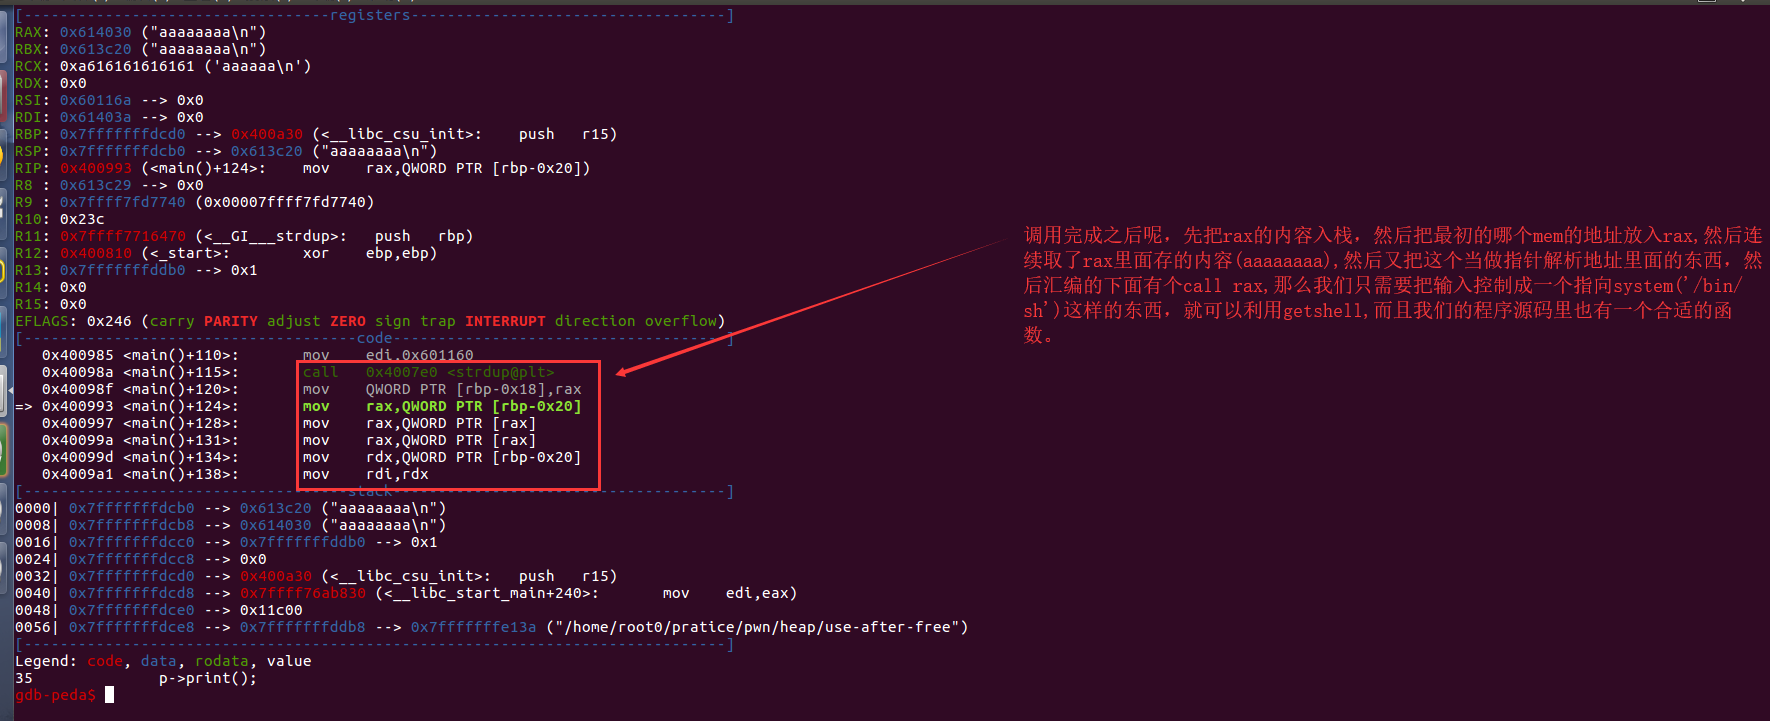 [----------------------------------registers-----------------------------------]
RAX: 0x614030 ("aaaaaaaa\n")
RBX: 0x613c20 ("aaaaaaaa\n")
RCX: 0xa616161616161 ('aaaaaa\n')
RDX: 0x0
RSI: 0x60116a --> 0x0
RDI: 0x61403a --> 0x0
RBP: 0x7fffffffdcd0 --> 0x400a30 (<__libc_csu_init>: push r15)
RSP: 0x7fffffffdcb0 --> 0x613c20 ("aaaaaaaa\n")
RIP: 0x400993 (<main()+124>: mov rax,QWORD PTR [rbp-0x20])
R8 : 0x613c29 --> 0x0
R9 : 0x7ffff7fd7740 (0x00007ffff7fd7740)
R10: 0x23c
R11: 0x7ffff7716470 (<__GI___strdup>: push rbp)
R12: 0x400810 (<_start>: xor ebp,ebp)
R13: 0x7fffffffddb0 --> 0x1
R14: 0x0
R15: 0x0
EFLAGS: 0x246 (carry PARITY adjust ZERO sign trap INTERRUPT direction overflow)
[-------------------------------------code-------------------------------------]
0x400985 <main()+110>: mov edi,0x601160
0x40098a <main()+115>: call 0x4007e0 <strdup@plt>
0x40098f <main()+120>: mov QWORD PTR [rbp-0x18],rax
=> 0x400993 <main()+124>: mov rax,QWORD PTR [rbp-0x20]
0x400997 <main()+128>: mov rax,QWORD PTR [rax]
0x40099a <main()+131>: mov rax,QWORD PTR [rax]
0x40099d <main()+134>: mov rdx,QWORD PTR [rbp-0x20]
0x4009a1 <main()+138>: mov rdi,rdx
[------------------------------------stack-------------------------------------]
0000| 0x7fffffffdcb0 --> 0x613c20 ("aaaaaaaa\n")
0008| 0x7fffffffdcb8 --> 0x614030 ("aaaaaaaa\n")
0016| 0x7fffffffdcc0 --> 0x7fffffffddb0 --> 0x1
0024| 0x7fffffffdcc8 --> 0x0
0032| 0x7fffffffdcd0 --> 0x400a30 (<__libc_csu_init>: push r15)
0040| 0x7fffffffdcd8 --> 0x7ffff76ab830 (<__libc_start_main+240>: mov edi,eax)
0048| 0x7fffffffdce0 --> 0x11c00
0056| 0x7fffffffdce8 --> 0x7fffffffddb8 --> 0x7fffffffe13a ("/home/root0/pratice/pwn/heap/use-after-free")
[------------------------------------------------------------------------------]
Legend: code, data, rodata, value
35 p->print();
gdb-peda$
调用完成之后呢，先把rax的内容入栈，然后把最初的哪个mem的地址放入rax,然后连
续取了rax里面存的内容(aaaaaaaa),然后又把这个当做指针解析地址里面的东西，然
后汇编的下面有个call rax,那么我们只需要把输入控制成一个指向system('/bin/
sh')这样的东西，就可以利用getshell,而且我们的程序源码里也有一个合适的函
数。